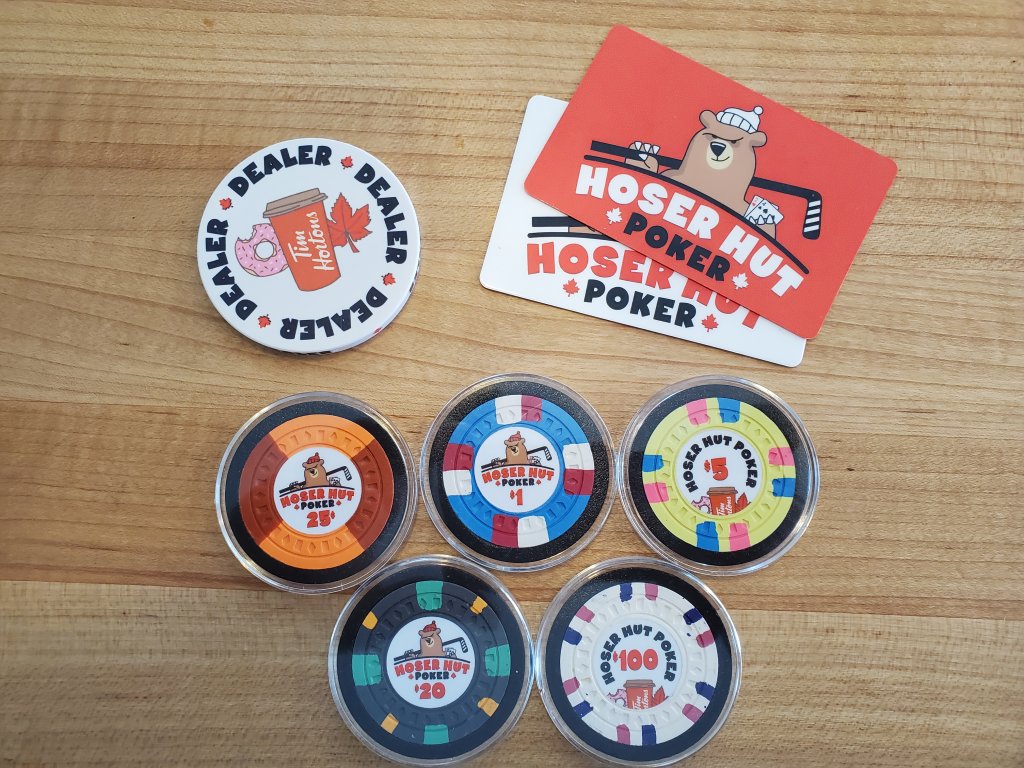 DEALER
DEALER
DEALER
DEALER
DEALER
Tim
Hortons
HOSER HUT
POKER
HOSER HUT
POKER
HOSER HUT
POKER
25¢
HOSER HUT
POKER
$1
HOSER HUT POKER
$5
Tim
HOSER HUT
POKER
$20
HOSER HUT POKER
$100
Tim
Hortons